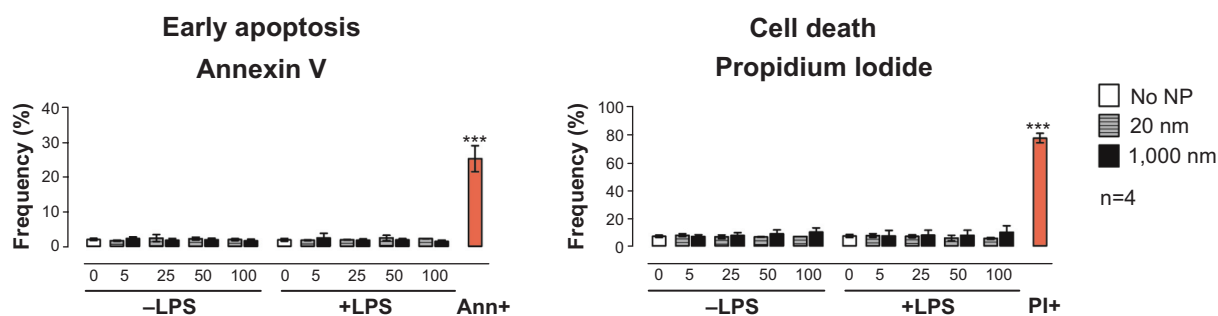 Early apoptosis
Annexin V
Frequency (%)
40
30
20
10
0
***
0 5 25 50 100 0 5 25 50 100
–LPS +LPS Ann+
Cell death
Propidium Iodide
Frequency (%)
100
80
60
40
20
0
***
0 5 25 50 100 0 5 25 50 100
–LPS +LPS PI+
No NP
20 nm
1,000 nm
n=4